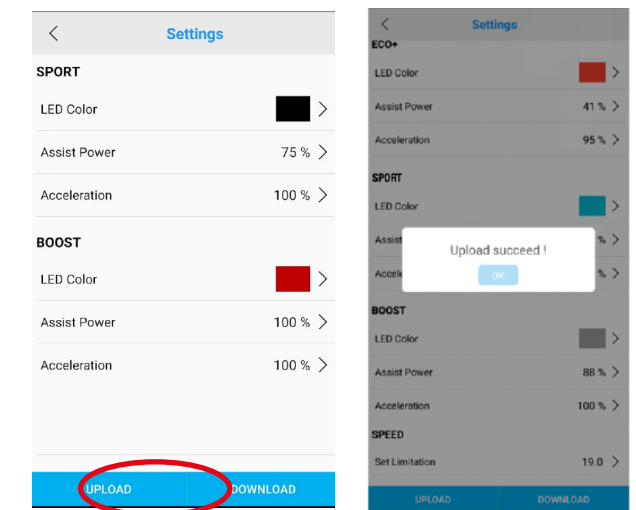 Settings
SPORT
LED Color
Assist Power 75 %
Acceleration 100 %
BOOST
LED Color
Assist Power 100 %
Acceleration 100 %
UPLOAD DOWNLOAD
Settings
ECO+
LED Color
Assist Power 41 %
Acceleration 95 %
SPORT
LED Color
Assist %
Accele %
Upload succeed !
OK
BOOST
LED Color
Assist Power 88 %
Acceleration 100 %
SPEED
Set Limitation 19.0
UPLOAD DOWNLOAD